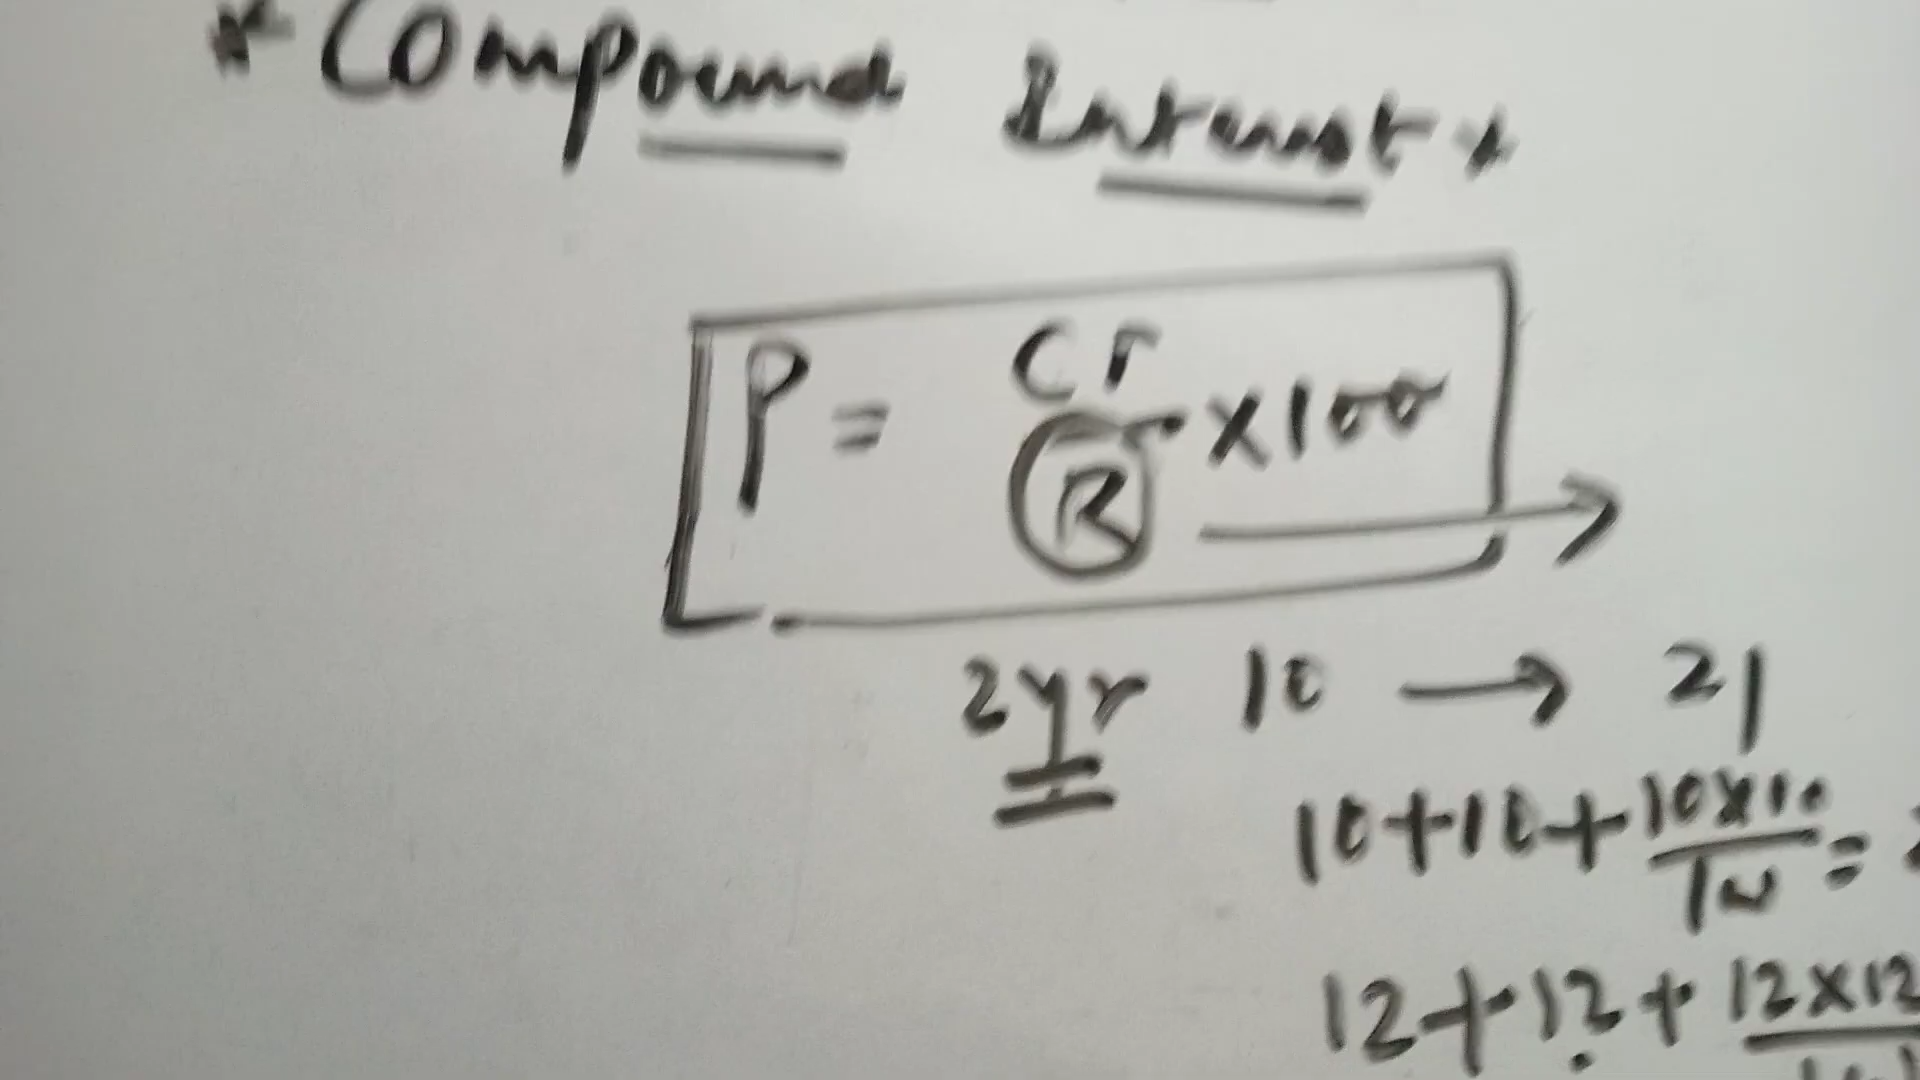 * Compound Interest *
P = CI/R × 100
2yr 10 → 21
10+10+10×10/100 =
12+12+12×12